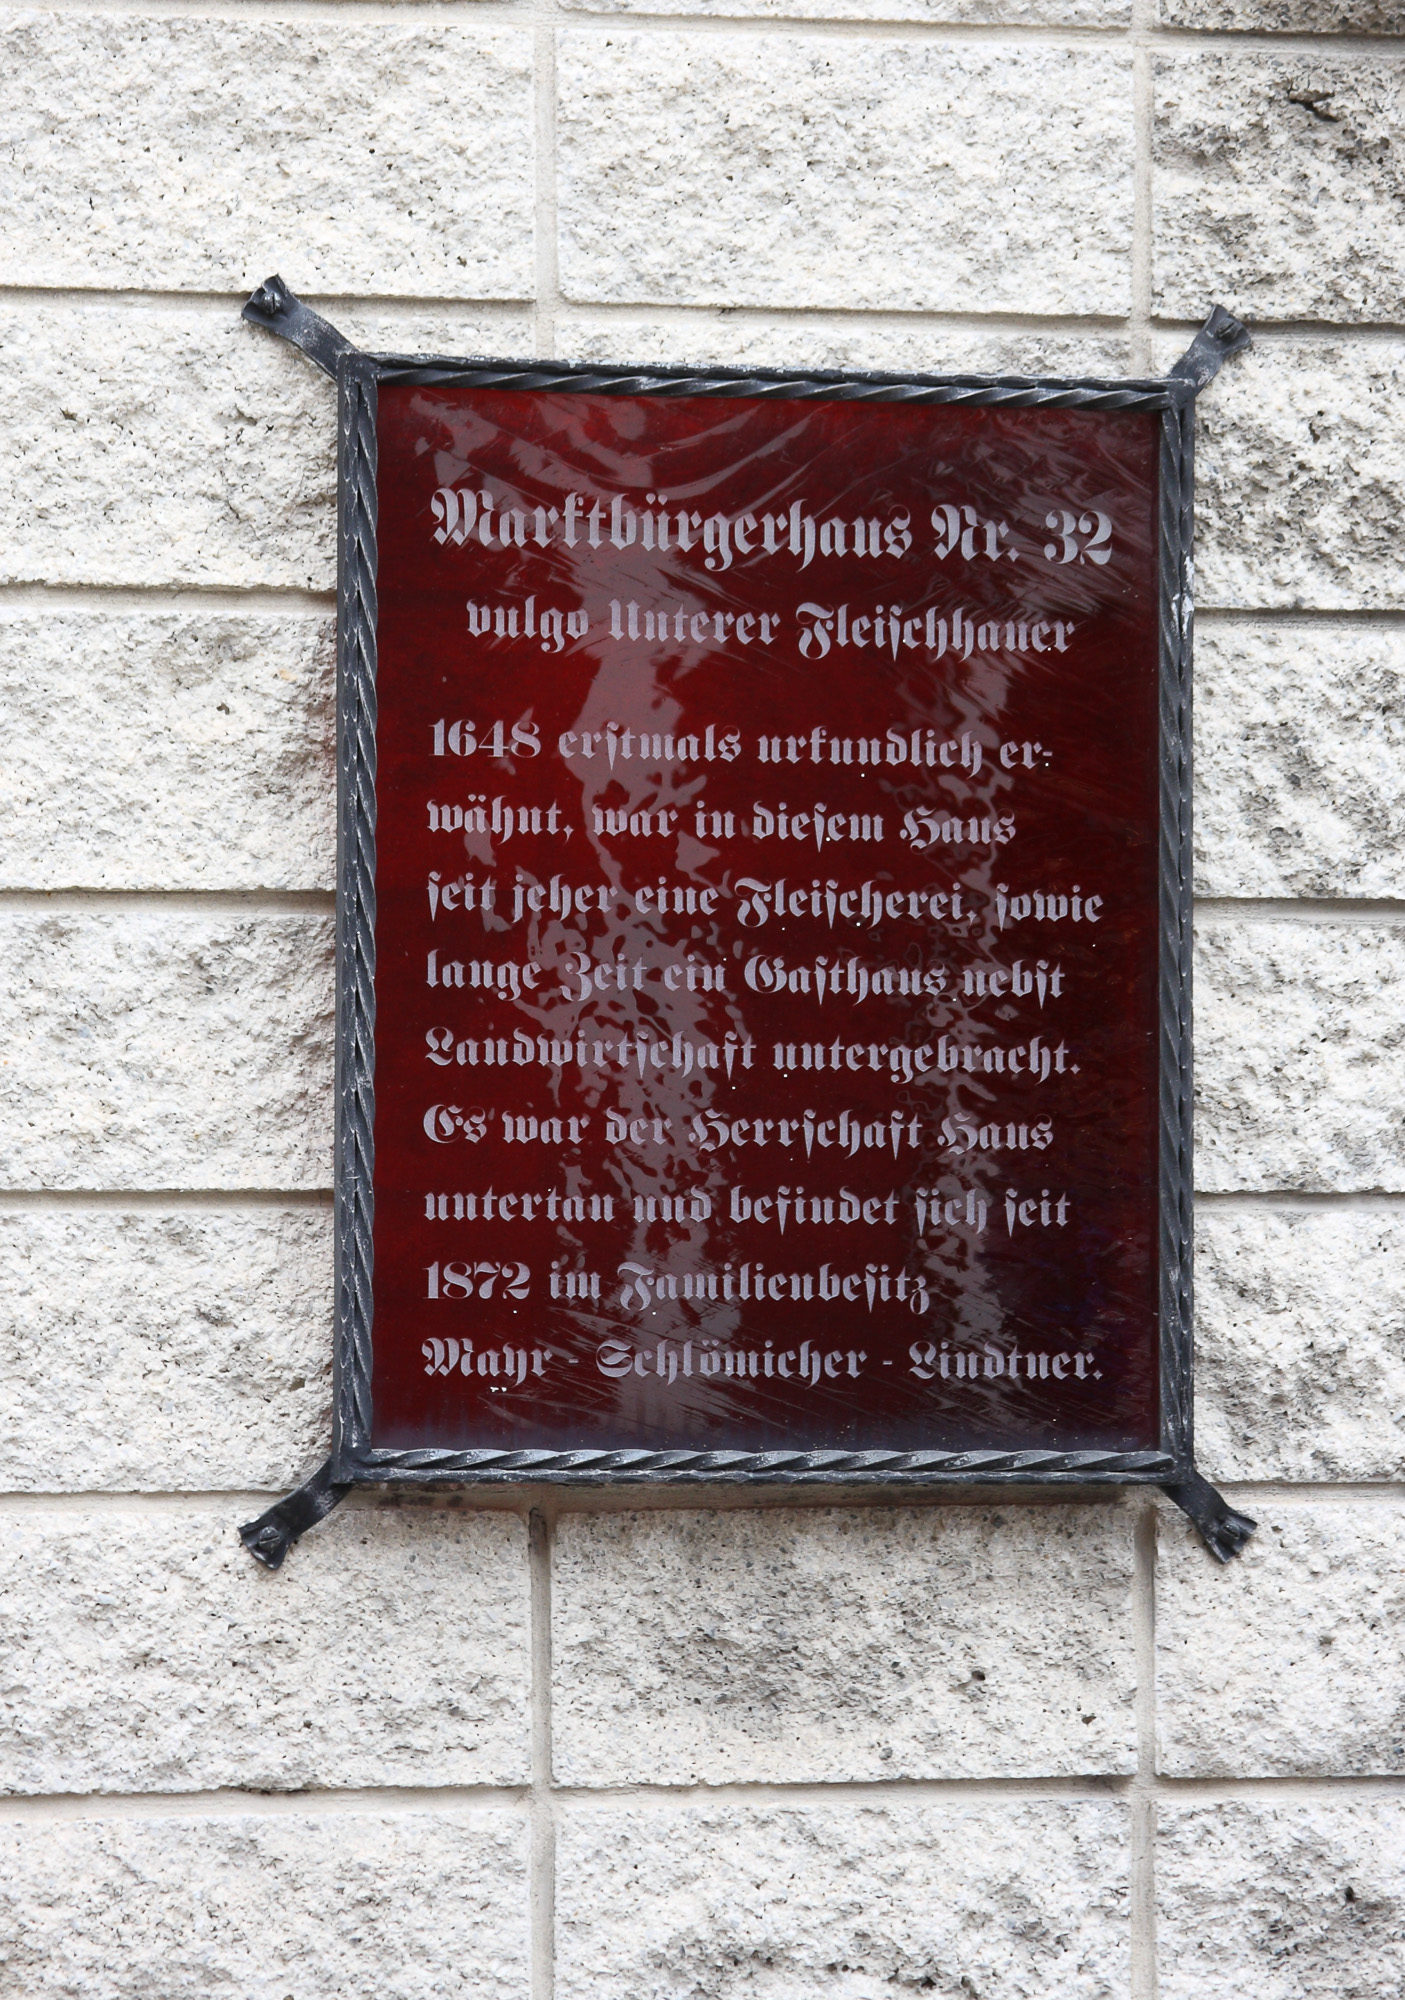 Marktbürgerhaus Nr. 32
vulgo Unterer Fleiſchhauer
1648 erſtmals urkundlich er-
wähnt, war in dieſem Haus
ſeit jeher eine Fleiſcherei, ſowie
lange Zeit ein Gaſthaus nebſt
Landwirtſchaft untergebracht.
Es war der Herrſchaft Haus
untertan und befindet ſich ſeit
1872 im Familienbeſitz
Mayr - Schlömicher - Lindtner.